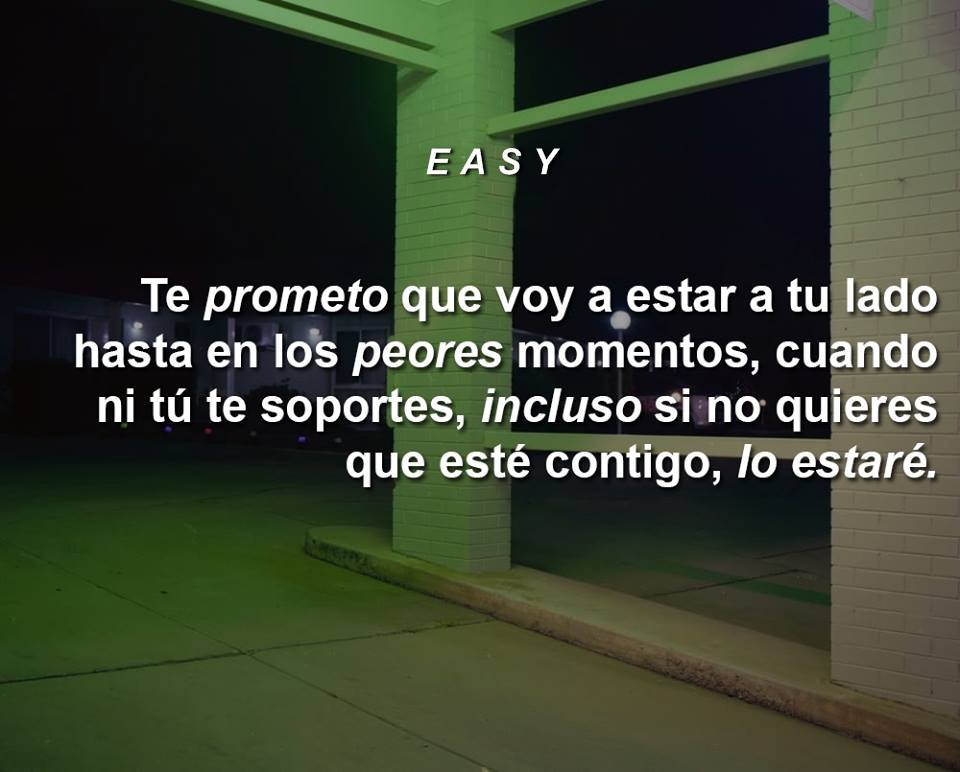 E A S Y
Te prometo que voy a estar a tu lado
hasta en los peores momentos, cuando
ni tú te soportes, incluso si no quieres
que esté contigo, lo estaré.